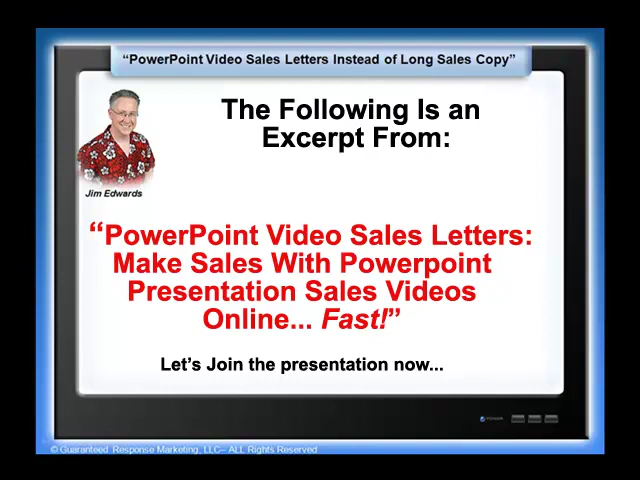 “PowerPoint Video Sales Letters Instead of Long Sales Copy”
The Following Is an
Excerpt From:
Jim Edwards
“PowerPoint Video Sales Letters:
Make Sales With Powerpoint
Presentation Sales Videos
Online... Fast!”
Let’s Join the presentation now...
© Guaranteed Response Marketing, LLC– ALL Rights Reserved